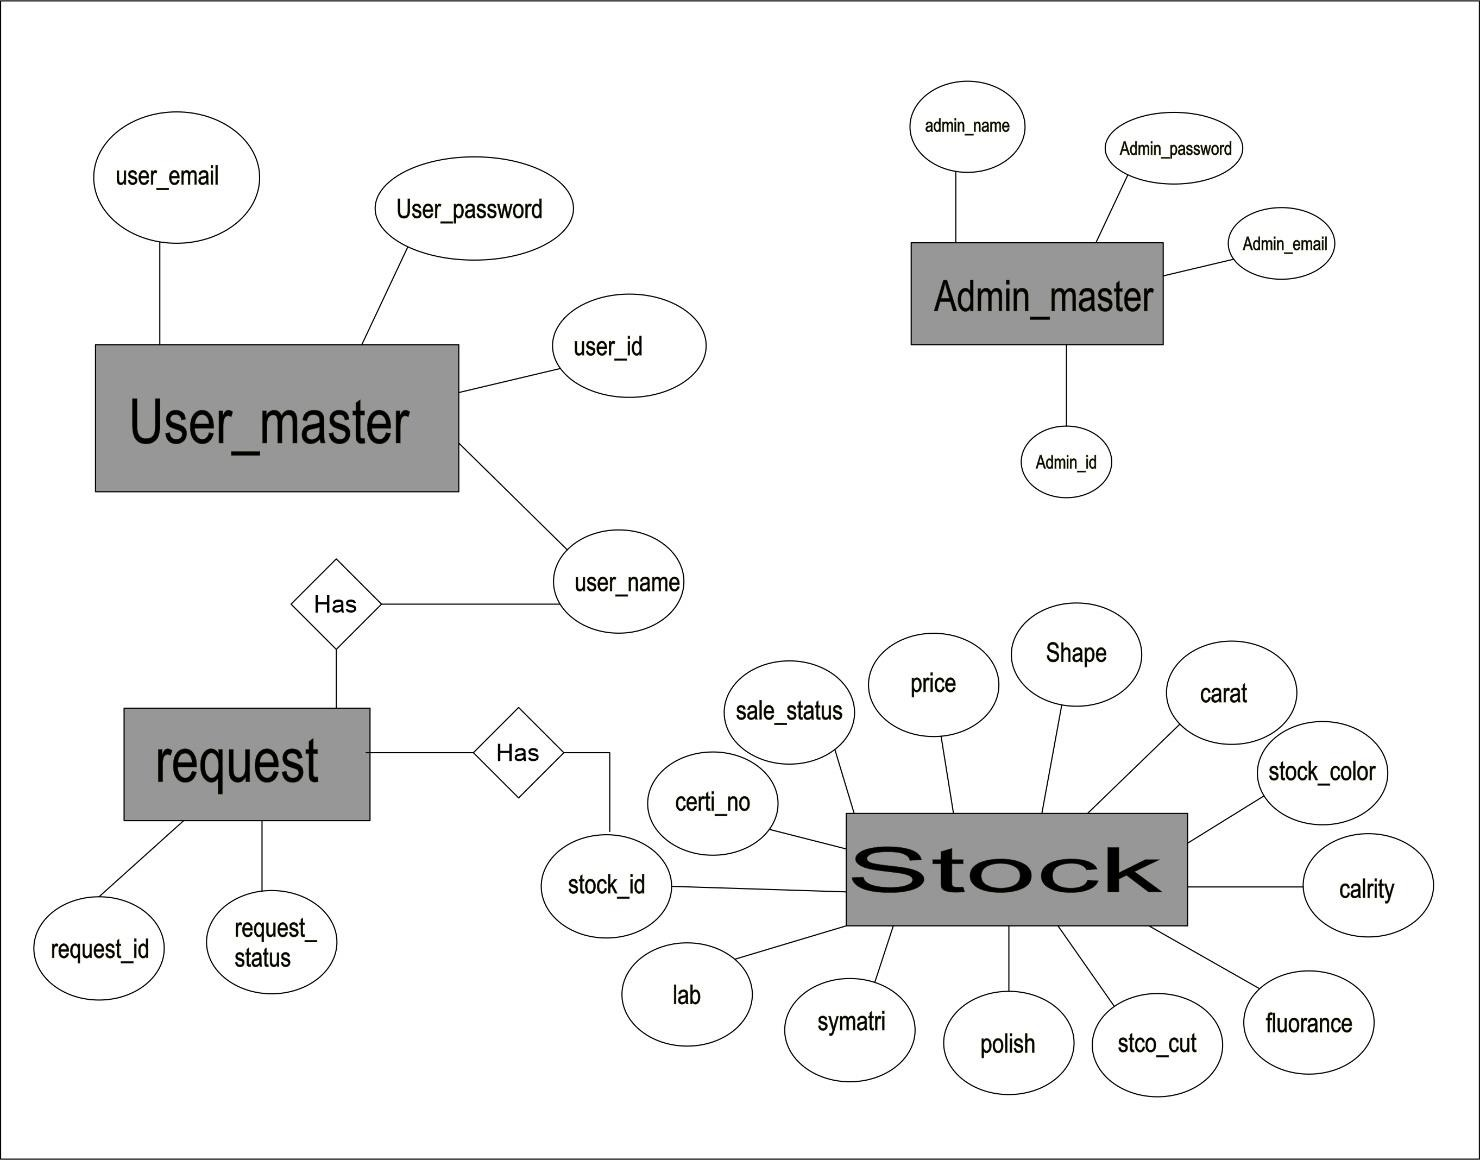 admin_name
Admin_password
user_email
User_password
Admin_email
Admin_master
user_id
User_master
Admin_id
user_name
Has
Shape
price
carat
sale_status
request
Has
stock_color
certi_no
Stock
stock_id
calrity
request_id
request_
status
lab
symatri
polish
stco_cut
fluorance